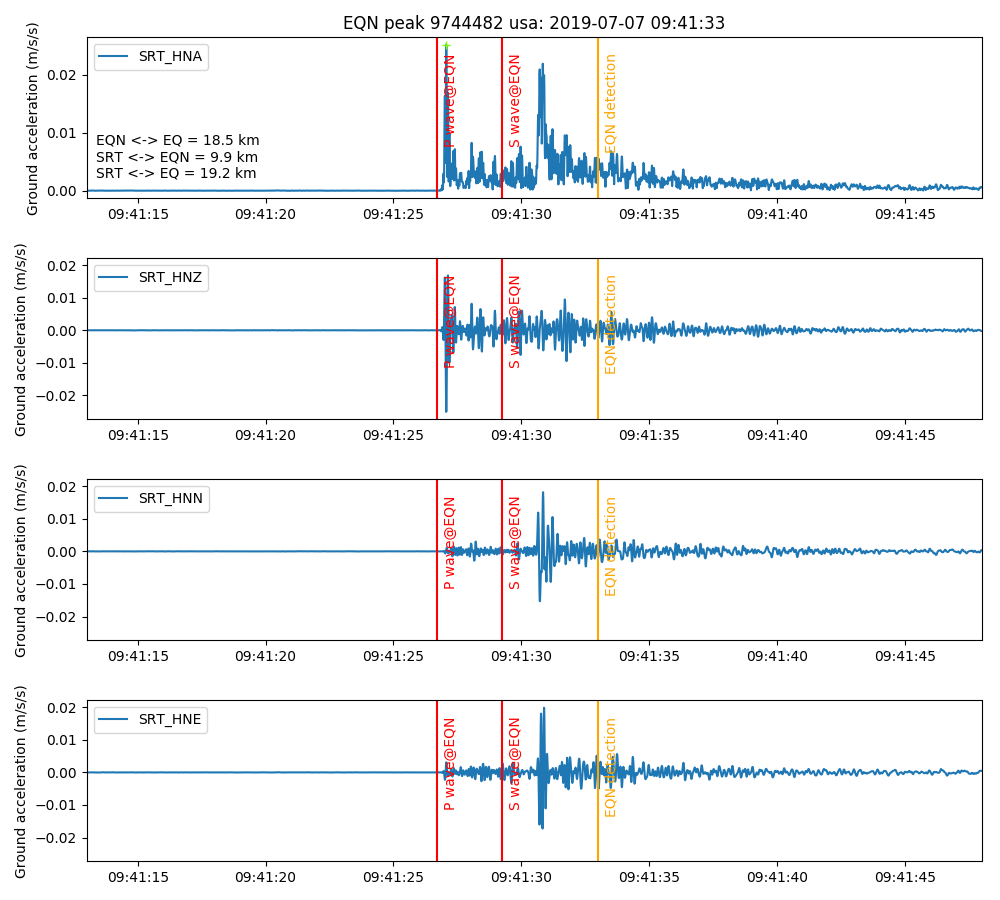 EQN peak 9744482 usa: 2019-07-07 09:41:33
Ground acceleration (m/s/s)
SRT_HNA
0.02
0.01
0.00
P wave@EQN
S wave@EQN
EQN detection
EQN <-> EQ = 18.5 km
SRT <-> EQN = 9.9 km
SRT <-> EQ = 19.2 km
09:41:15 09:41:20 09:41:25 09:41:30 09:41:35 09:41:40 09:41:45
Ground acceleration (m/s/s)
SRT_HNZ
0.02
0.01
0.00
−0.01
−0.02
P wave@EQN
S wave@EQN
EQN detection
09:41:15 09:41:20 09:41:25 09:41:30 09:41:35 09:41:40 09:41:45
Ground acceleration (m/s/s)
SRT_HNN
0.02
0.01
0.00
−0.01
−0.02
P wave@EQN
S wave@EQN
EQN detection
09:41:15 09:41:20 09:41:25 09:41:30 09:41:35 09:41:40 09:41:45
Ground acceleration (m/s/s)
SRT_HNE
0.02
0.01
0.00
−0.01
−0.02
P wave@EQN
S wave@EQN
EQN detection
09:41:15 09:41:20 09:41:25 09:41:30 09:41:35 09:41:40 09:41:45